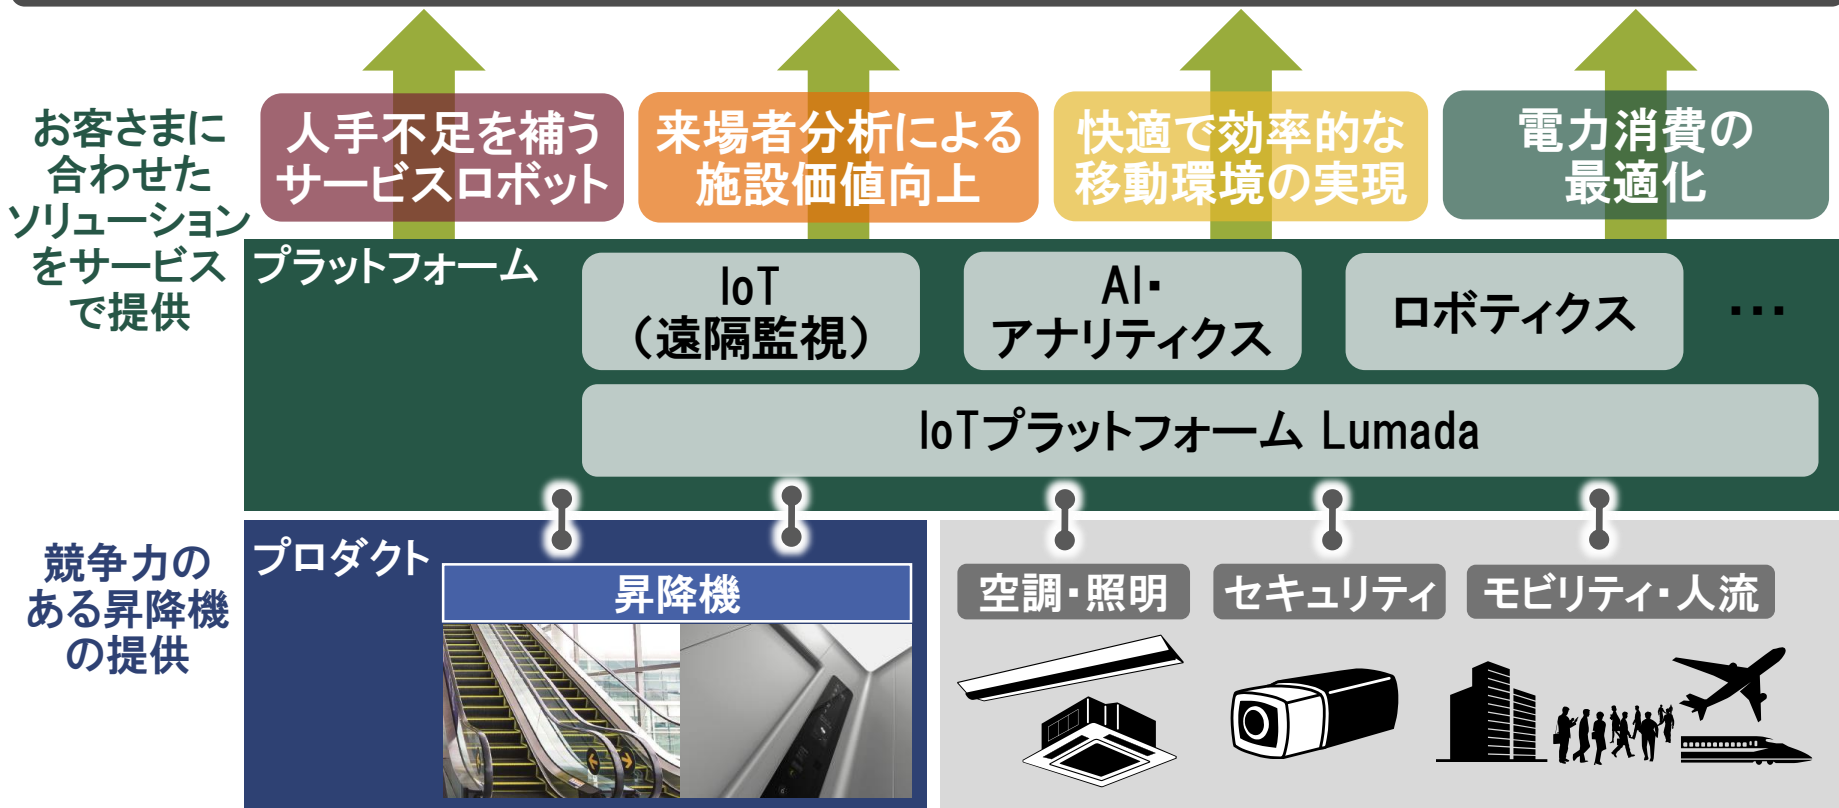 お客さまに
合わせた
ソリューション
をサービス
で提供
人手不足を補う
サービスロボット
来場者分析による
施設価値向上
快適で効率的な
移動環境の実現
電力消費の
最適化
プラットフォーム
IoT
（遠隔監視）
AI・
アナリティクス
ロボティクス
・・・
IoTプラットフォーム Lumada
競争力の
ある昇降機
の提供
プロダクト
昇降機
空調・照明
セキュリティ
モビリティ・人流